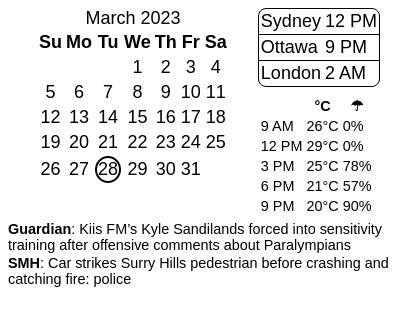 March 2023
Su Mo Tu We Th Fr Sa
1 2 3 4
5 6 7 8 9 10 11
12 13 14 15 16 17 18
19 20 21 22 23 24 25
26 27 28 29 30 31
Sydney 12 PM
Ottawa 9 PM
London 2 AM
°C ☂
9 AM 26°C 0%
12 PM 29°C 0%
3 PM 25°C 78%
6 PM 21°C 57%
9 PM 20°C 90%
Guardian: Kiis FM’s Kyle Sandilands forced into sensitivity
training after offensive comments about Paralympians
SMH: Car strikes Surry Hills pedestrian before crashing and
catching fire: police